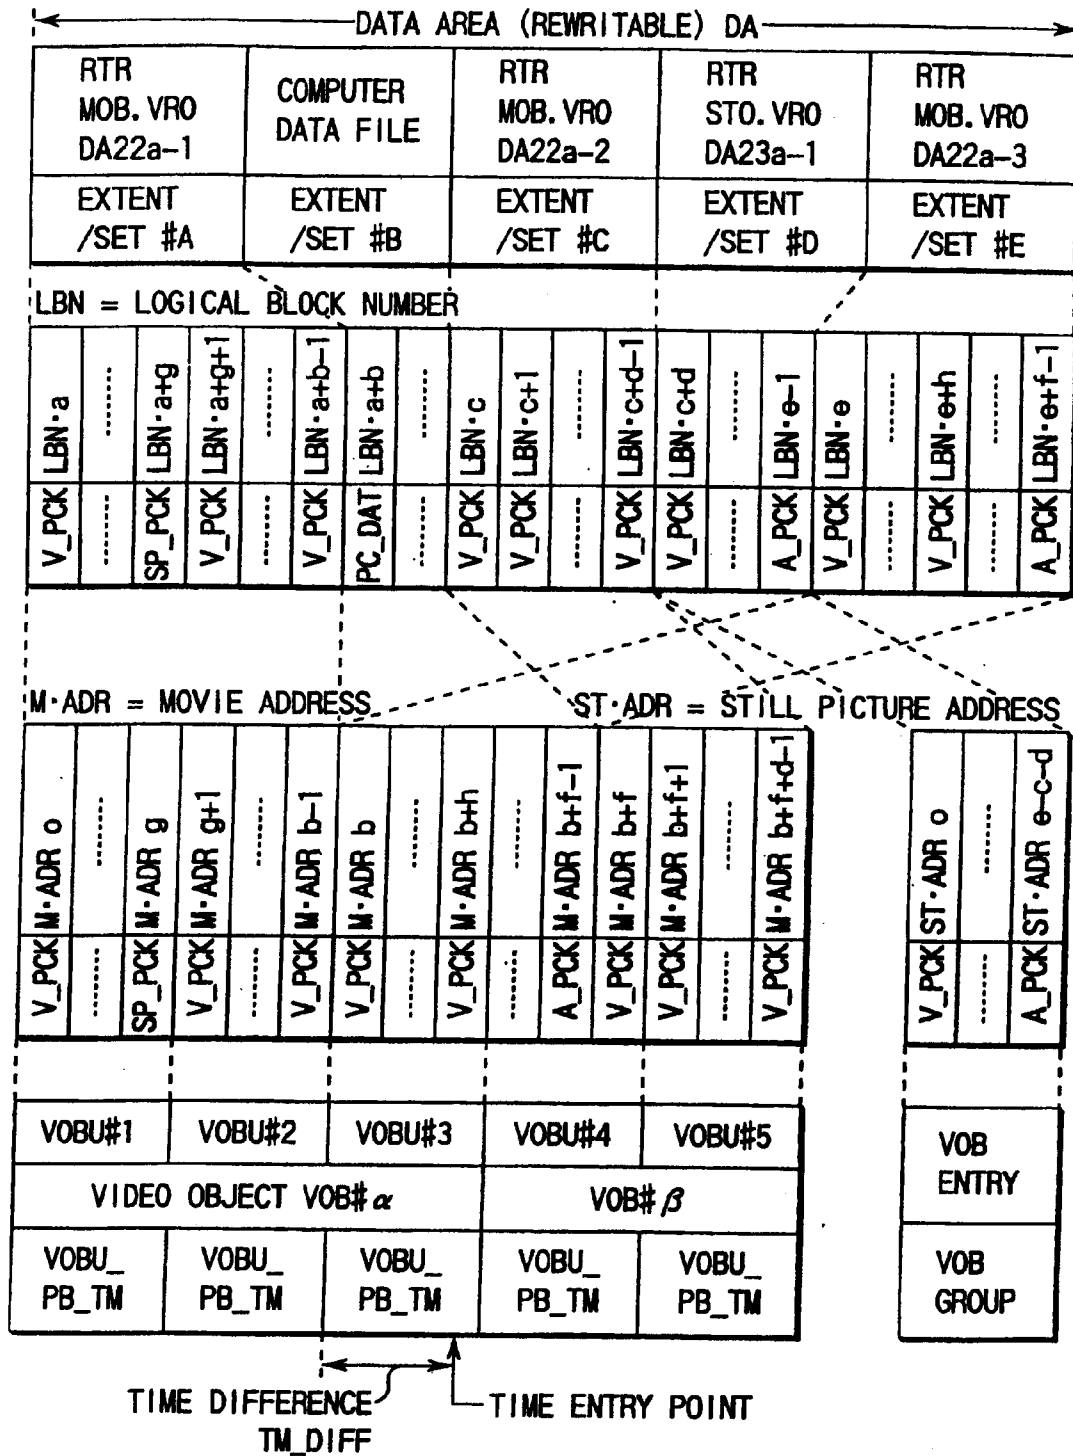 DATA AREA (REWRITABLE) DA
RTR MOB.VRO DA22a-1
COMPUTER DATA FILE
RTR MOB.VRO DA22a-2
RTR STO.VRO DA23a-1
RTR MOB.VRO DA22a-3
EXTENT /SET #A
EXTENT /SET #B
EXTENT /SET #C
EXTENT /SET #D
EXTENT /SET #E
LBN = LOGICAL BLOCK NUMBER
V_PCK LBN·a
SP_PCK LBN·a+g
V_PCK LBN·a+g+1
V_PCK LBN·a+b-1
PC_DAT LBN·a+b
V_PCK LBN·c
V_PCK LBN·c+1
V_PCK LBN·c+d-1
V_PCK LBN·c+d
A_PCK LBN·e-1
V_PCK LBN·e
V_PCK LBN·e+h
A_PCK LBN·e+f-1
M·ADR = MOVIE ADDRESS
ST·ADR = STILL PICTURE ADDRESS
V_PCK M·ADR o
SP_PCK M·ADR g
V_PCK M·ADR g+1
V_PCK M·ADR b-1
V_PCK M·ADR b
V_PCK M·ADR b+h
A_PCK M·ADR b+f-1
V_PCK M·ADR b+f
V_PCK M·ADR b+f+1
V_PCK M·ADR b+f+d-1
V_PCK ST·ADR o
A_PCK ST·ADR e-c-d
VOBU#1
VOBU#2
VOBU#3
VOBU#4
VOBU#5
VOB ENTRY
VIDEO OBJECT VOB#α
VOB#β
VOBU_ PB_TM
VOBU_ PB_TM
VOBU_ PB_TM
VOBU_ PB_TM
VOBU_ PB_TM
VOB GROUP
TIME DIFFERENCE TM_DIFF
TIME ENTRY POINT